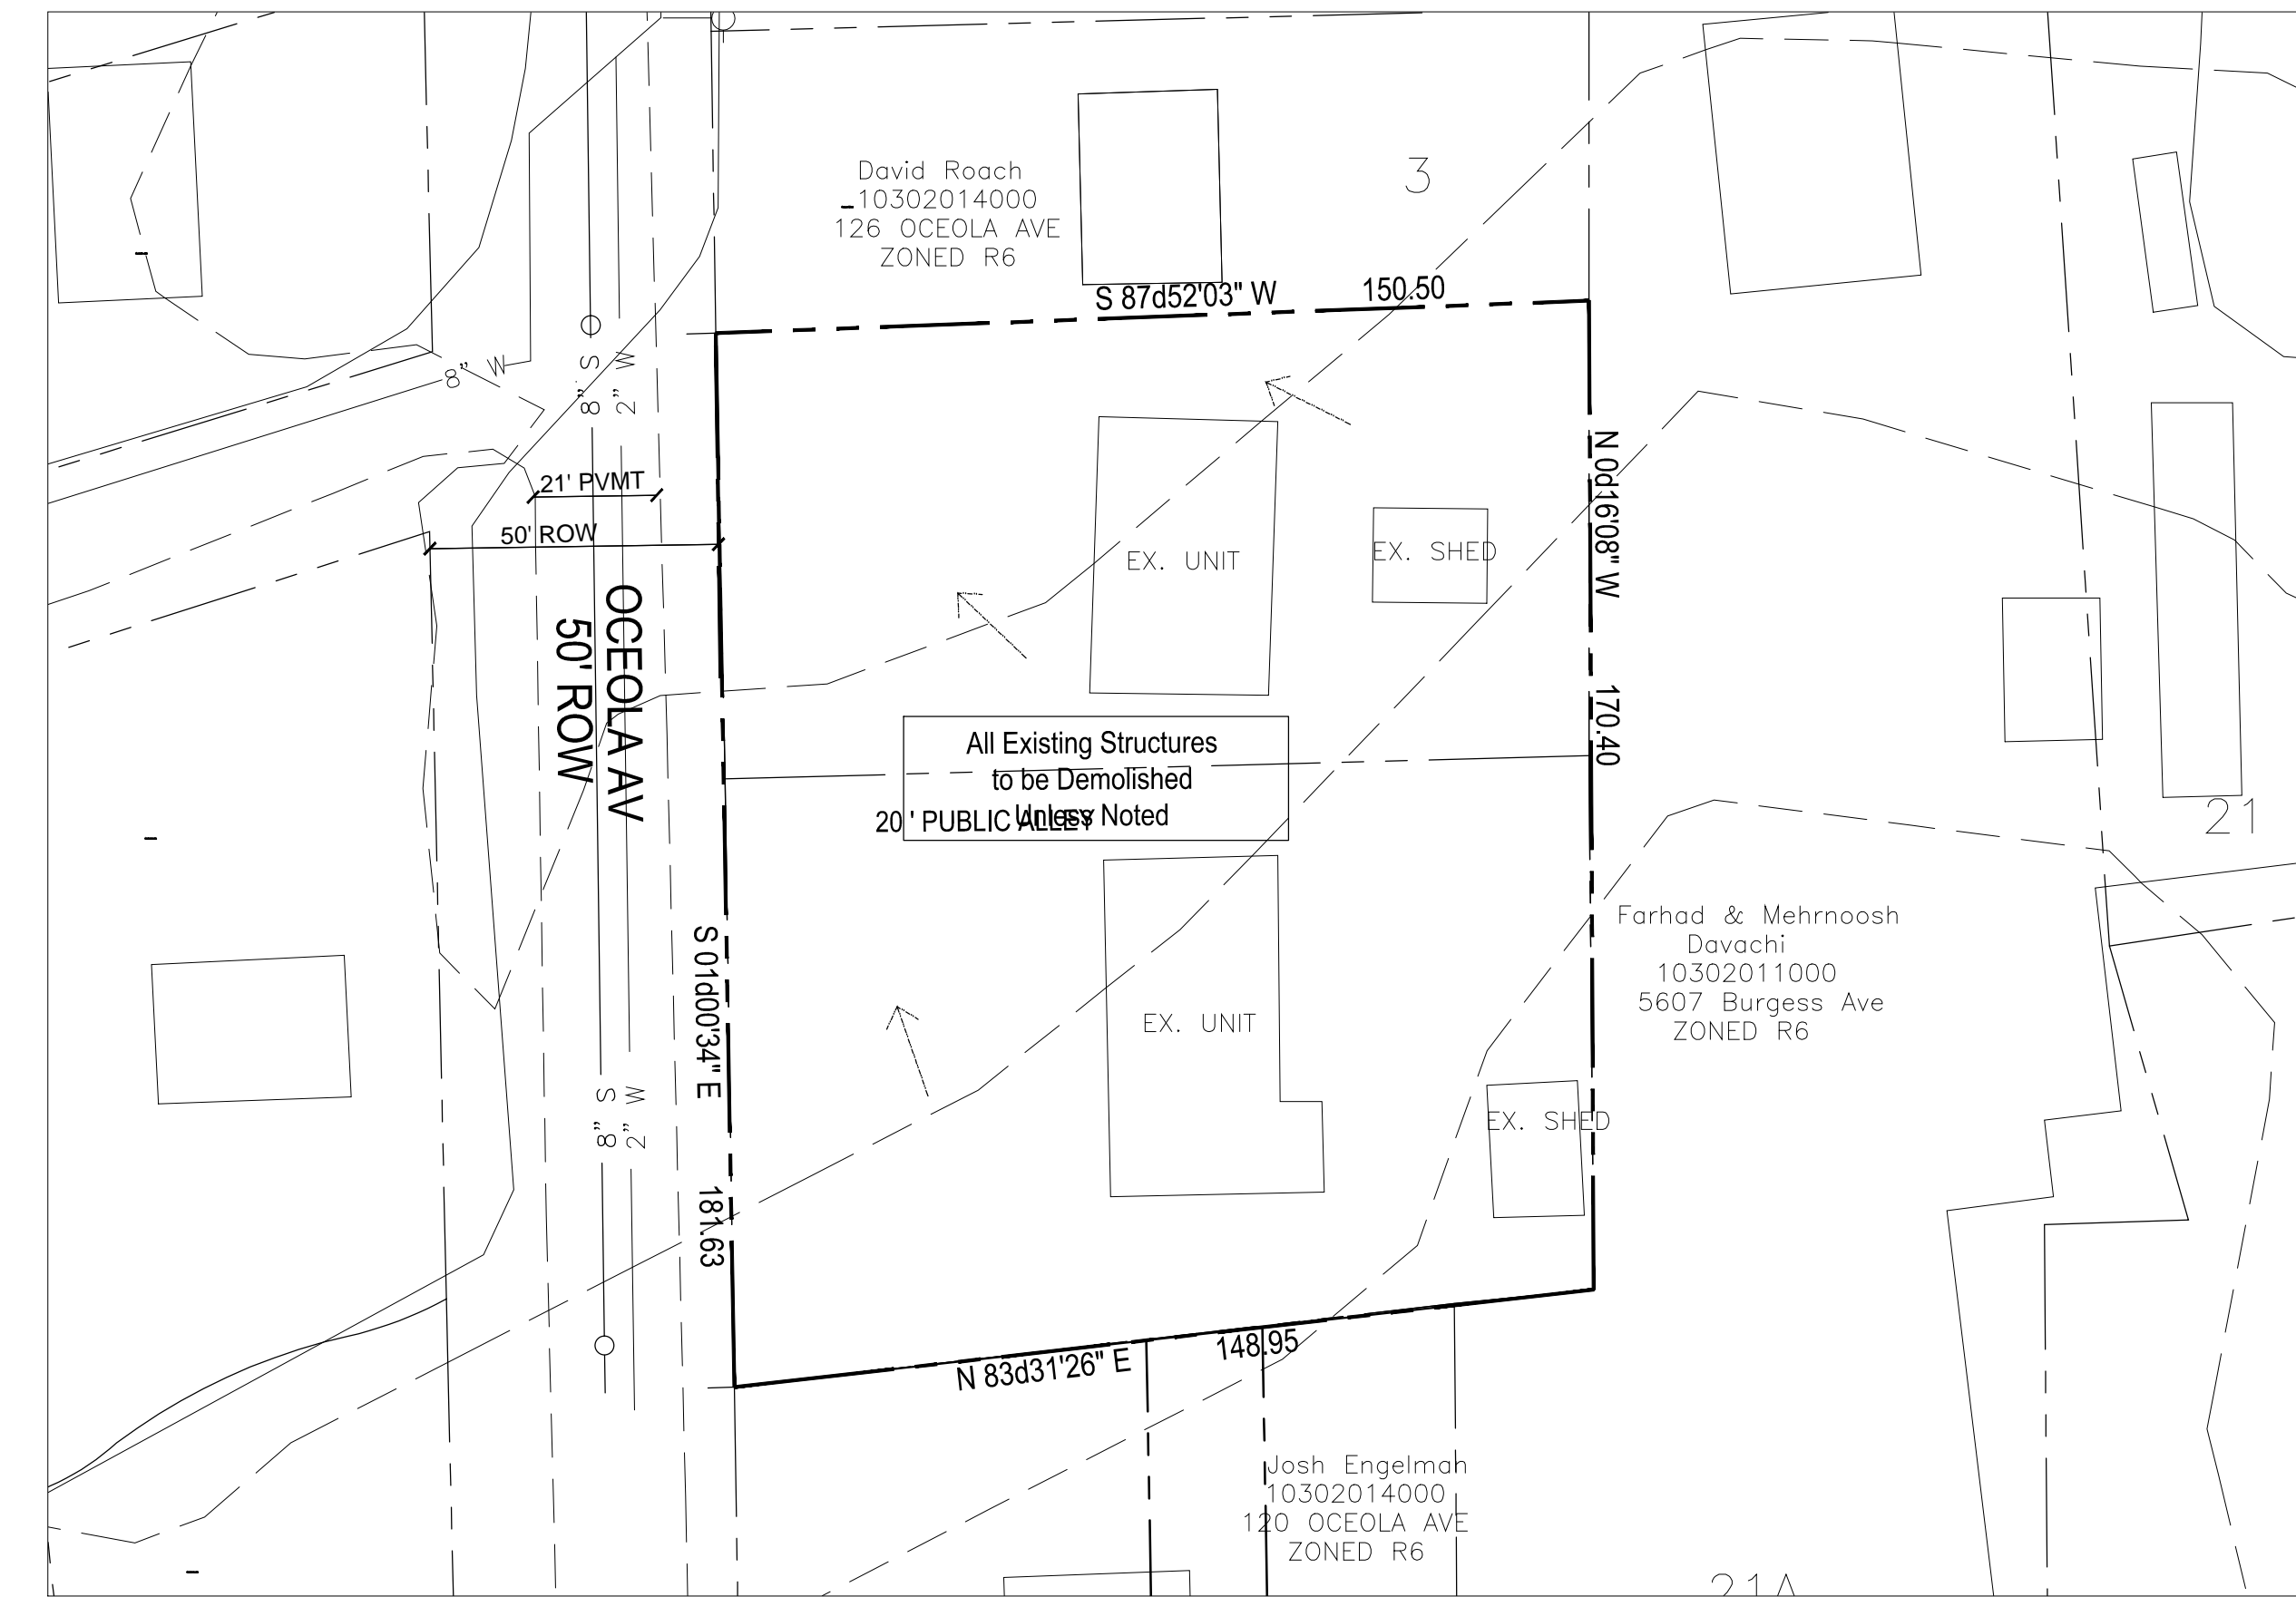 David Roach
10302014000
126 OCEOLA AVE
ZONED R6
3
S 87d52'03" W
150.50
8" W
8" S
2" W
21' PVMT
50' ROW
N 0d16'08" W
170.40
EX. UNIT
EX. SHED
OCEOLA AV
50' ROW
All Existing Structures
to be Demolished
Unless Noted
20 ' PUBLIC ALLEY
21
S 01d00'34" E
181.63
Farhad & Mehrnoosh
Davachi
10302011000
5607 Burgess Ave
ZONED R6
EX. UNIT
8" S
2" W
EX. SHED
N 83d31'26" E
148.95
Josh Engelmah
10302014000
120 OCEOLA AVE
ZONED R6
21A